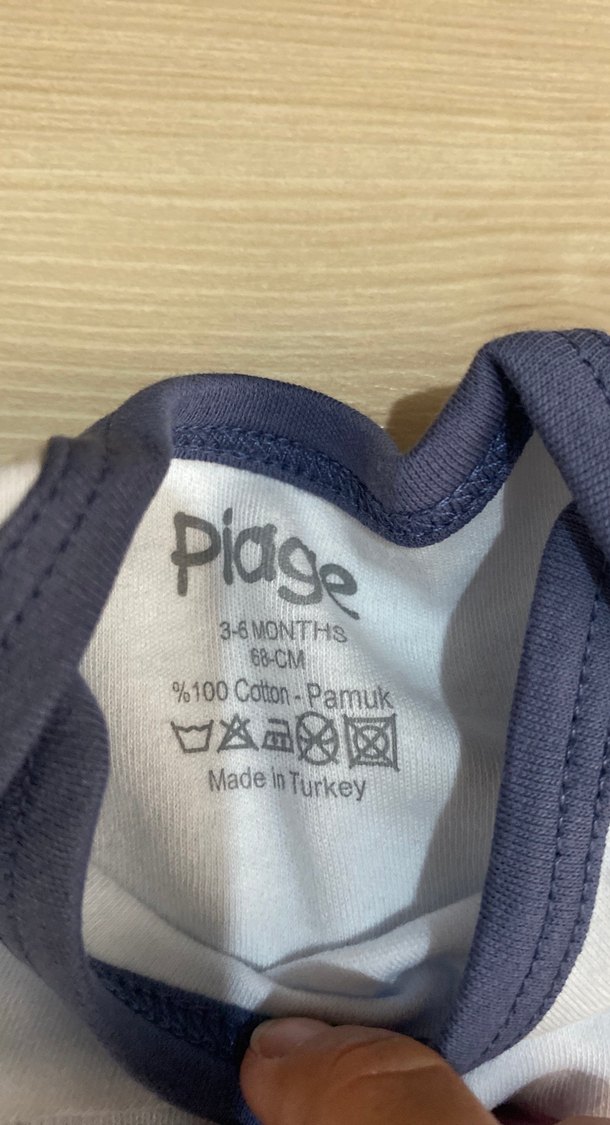 piage
3-6 MONTHS
68-CM
%100 Cotton - Pamuk
Made in Turkey